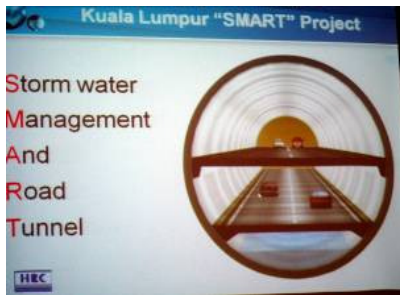 Kuala Lumpur “SMART” Project
Storm water
Management
And
Road
Tunnel
HRC